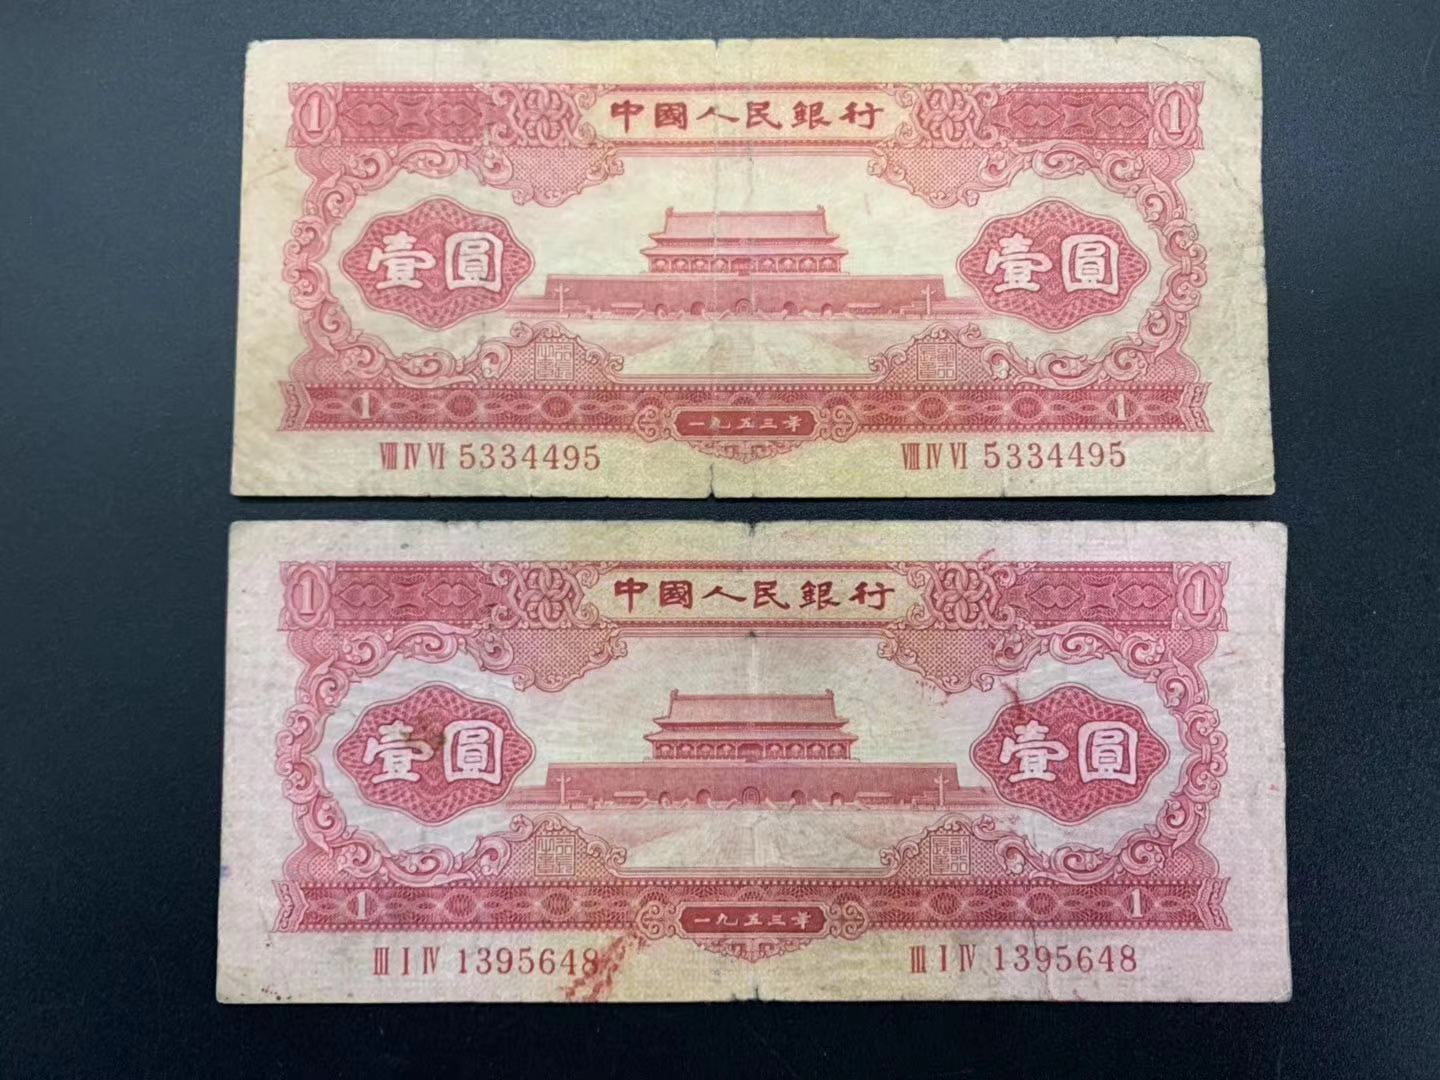 1 中國人民銀行 1
壹圓 壹圓
1 一九五三年 1
Ⅷ Ⅳ Ⅵ 5334495 Ⅷ Ⅳ Ⅵ 5334495
1 中國人民銀行 1
壹圓 壹圓
1 一九五三年 1
Ⅲ Ⅰ Ⅳ 1395648 Ⅲ Ⅰ Ⅳ 1395648